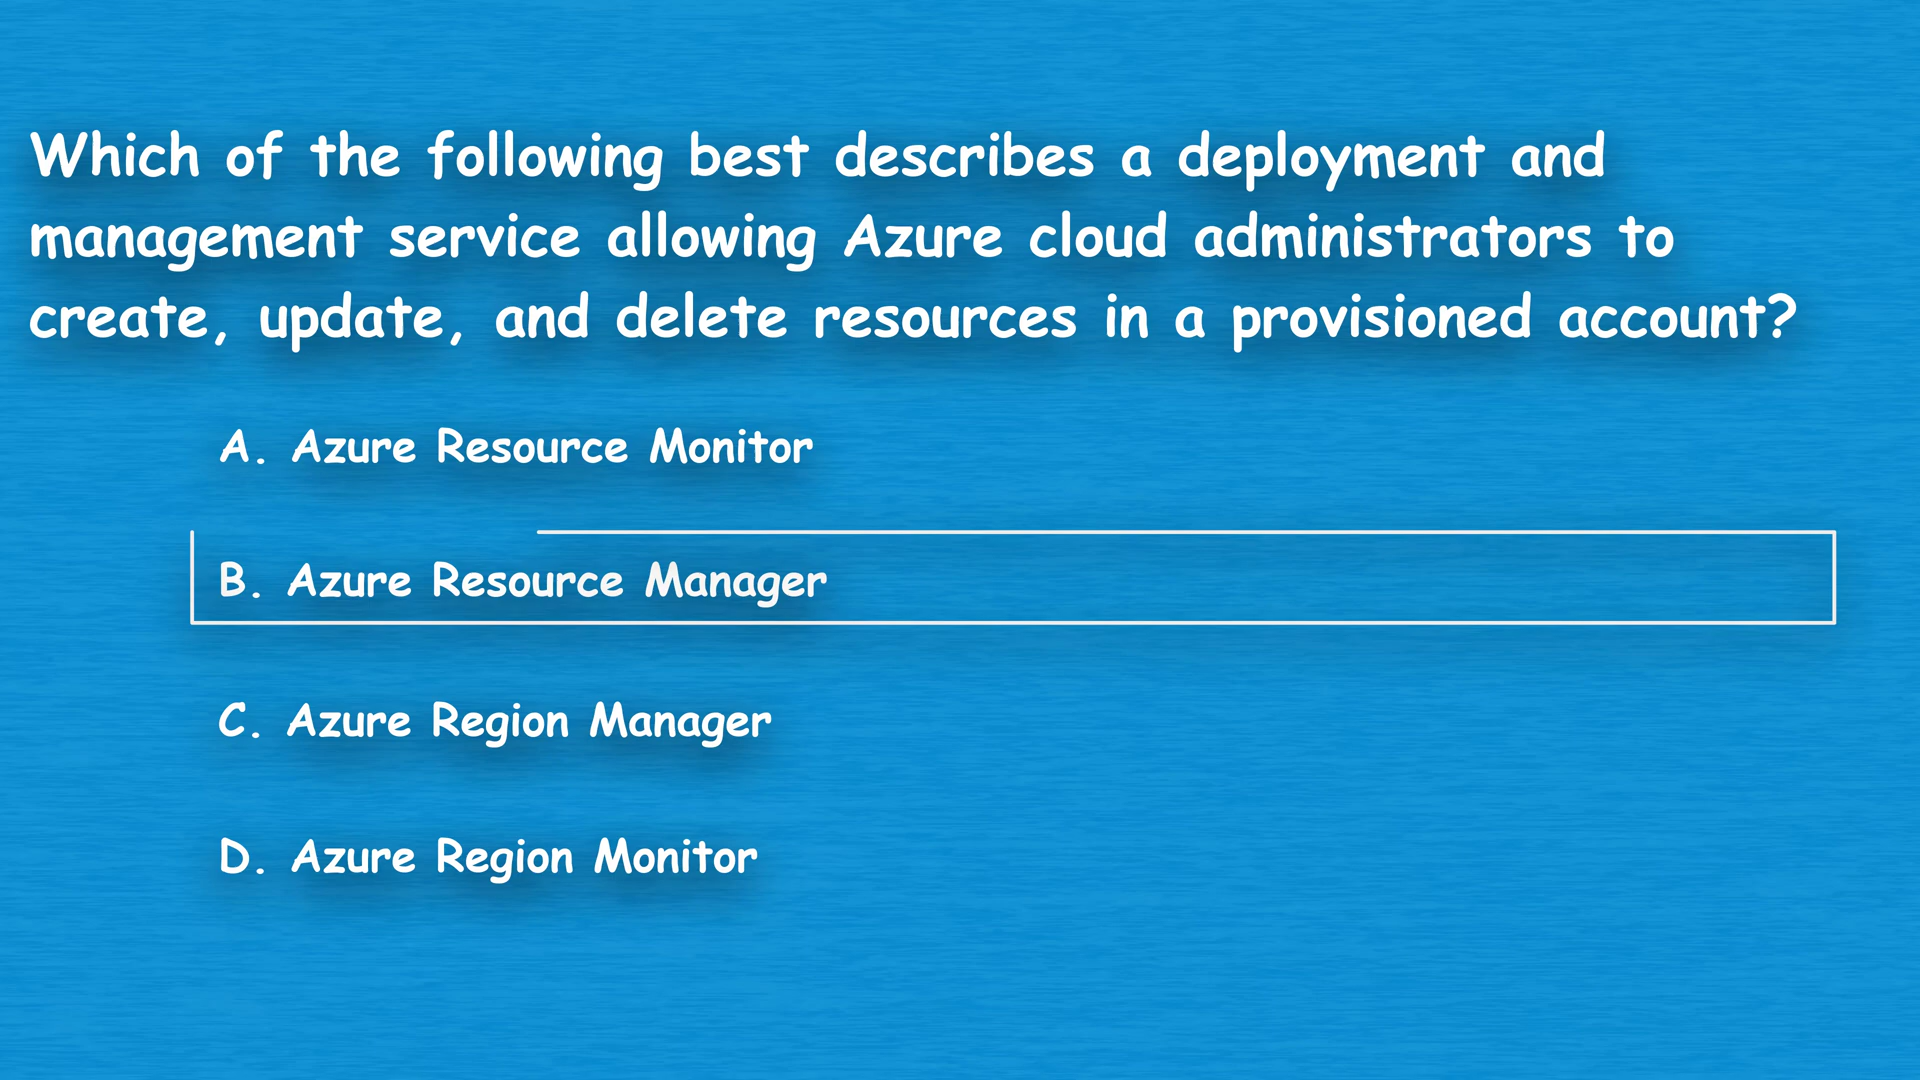 Which of the following best describes a deployment and
management service allowing Azure cloud administrators to
create, update, and delete resources in a provisioned account?
A. Azure Resource Monitor
B. Azure Resource Manager
C. Azure Region Manager
D. Azure Region Monitor